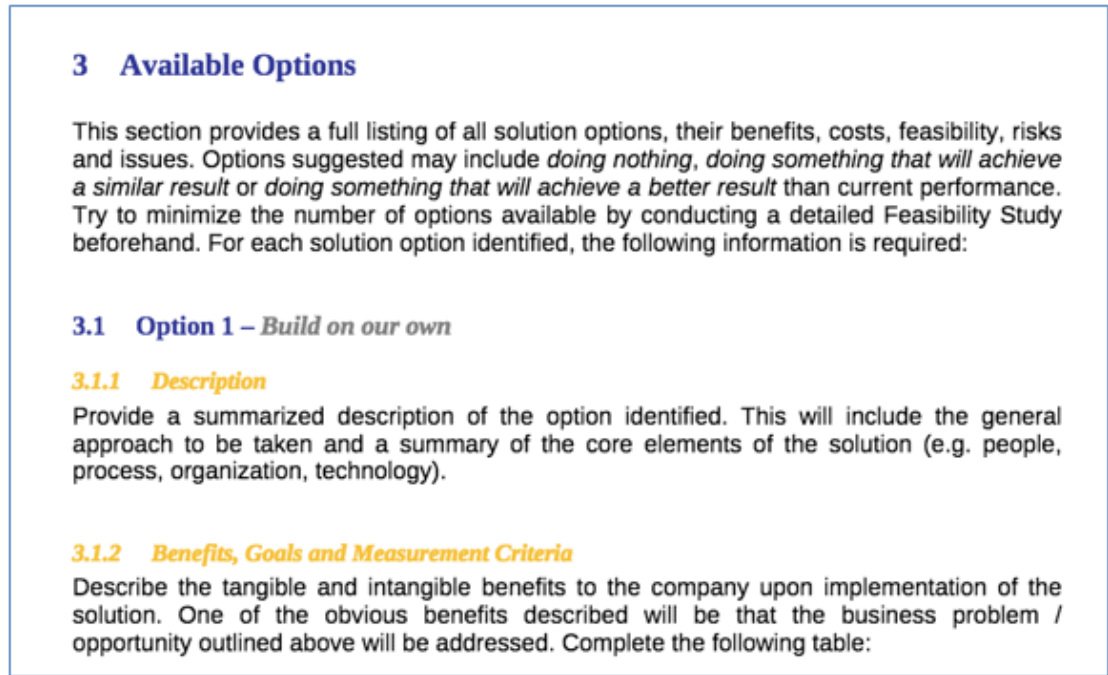 3 Available Options
This section provides a full listing of all solution options, their benefits, costs, feasibility, risks
and issues. Options suggested may include doing nothing, doing something that will achieve
a similar result or doing something that will achieve a better result than current performance.
Try to minimize the number of options available by conducting a detailed Feasibility Study
beforehand. For each solution option identified, the following information is required:
3.1 Option 1 – Build on our own
3.1.1 Description
Provide a summarized description of the option identified. This will include the general
approach to be taken and a summary of the core elements of the solution (e.g. people,
process, organization, technology).
3.1.2 Benefits, Goals and Measurement Criteria
Describe the tangible and intangible benefits to the company upon implementation of the
solution. One of the obvious benefits described will be that the business problem /
opportunity outlined above will be addressed. Complete the following table: